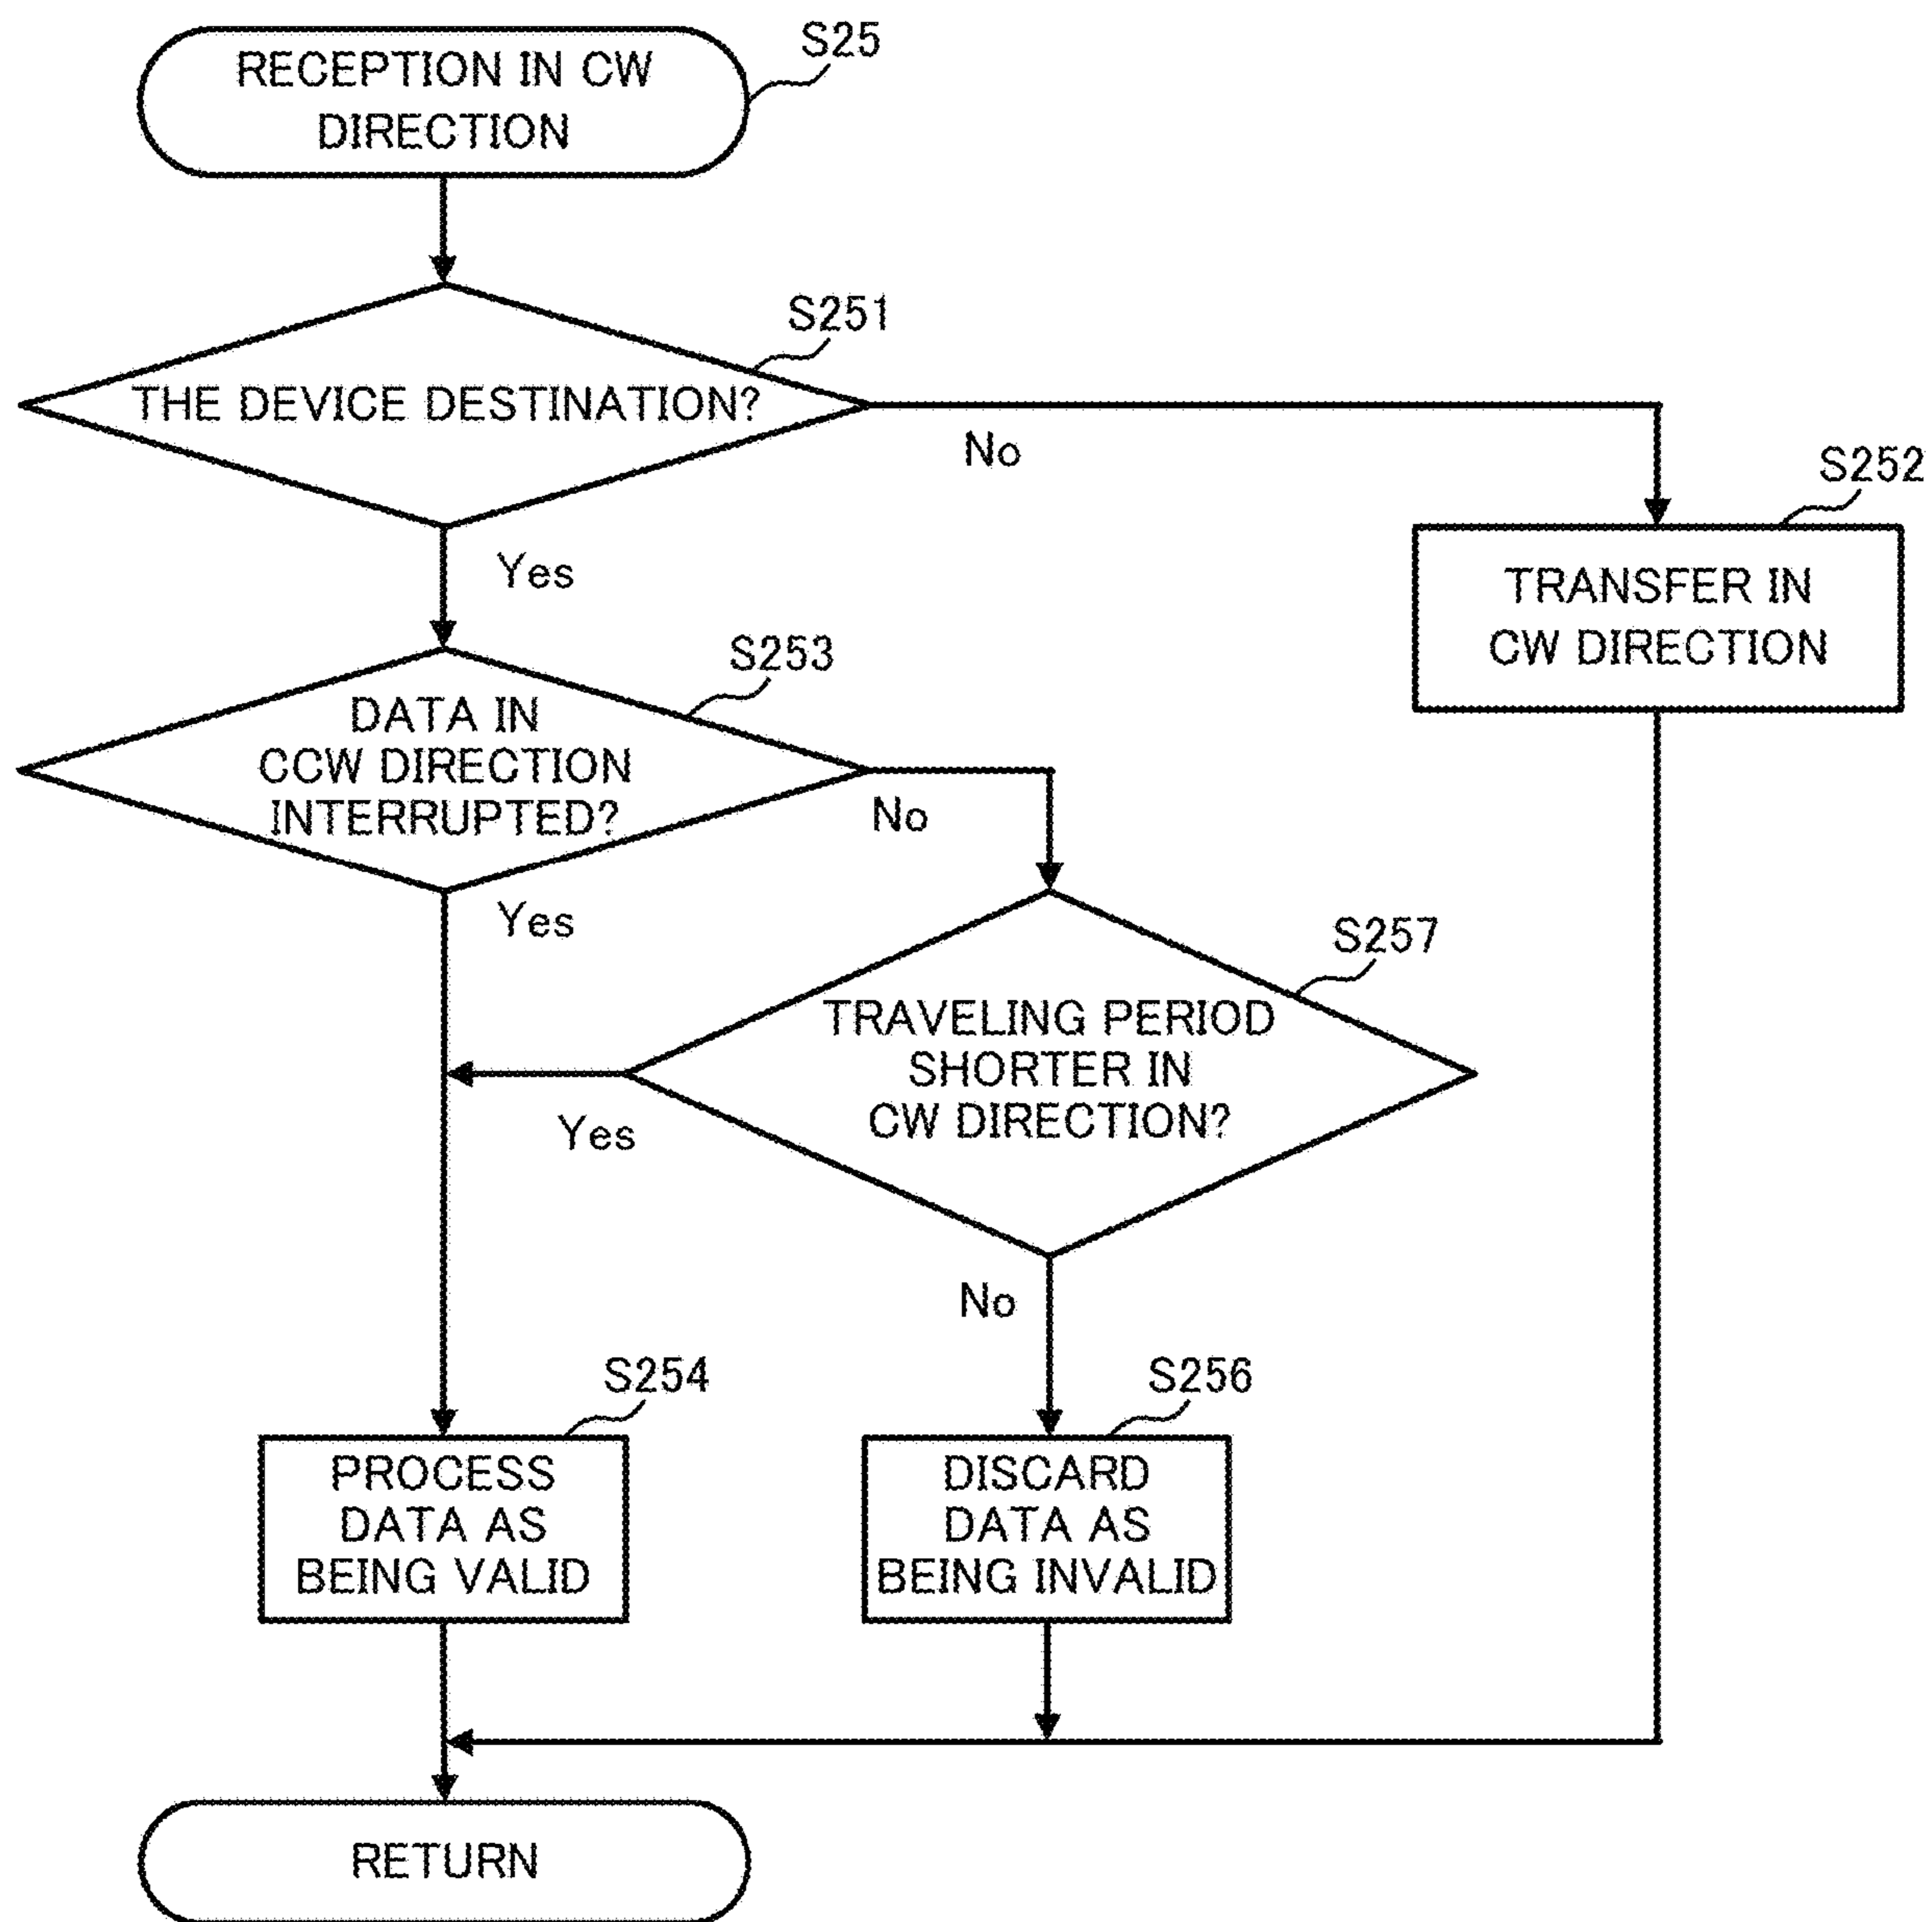 RECEPTION IN CW
DIRECTION
S25
THE DEVICE DESTINATION?
S251
No
Yes
S252
TRANSFER IN
CW DIRECTION
S253
DATA IN
CCW DIRECTION
INTERRUPTED?
No
Yes
S257
TRAVELING PERIOD
SHORTER IN
CW DIRECTION?
Yes
No
S254
PROCESS
DATA AS
BEING VALID
S256
DISCARD
DATA AS
BEING INVALID
RETURN